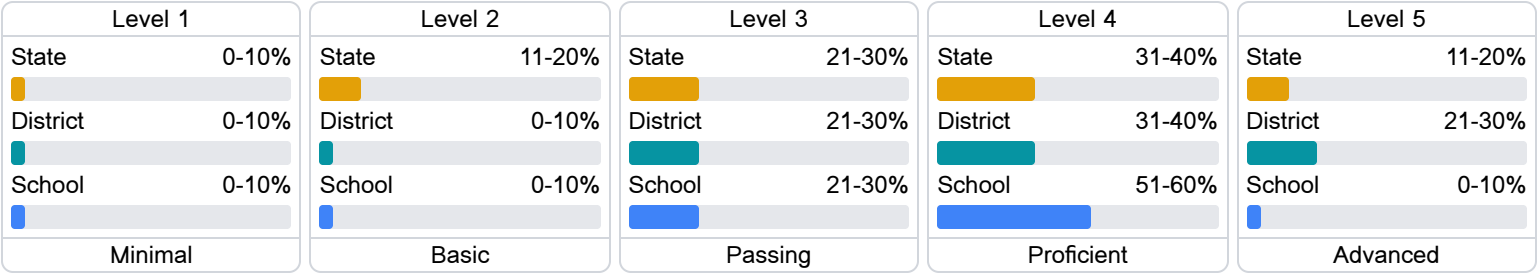 Level 1
State 0-10%
District 0-10%
School 0-10%
Minimal
Level 2
State 11-20%
District 0-10%
School 0-10%
Basic
Level 3
State 21-30%
District 21-30%
School 21-30%
Passing
Level 4
State 31-40%
District 31-40%
School 51-60%
Proficient
Level 5
State 11-20%
District 21-30%
School 0-10%
Advanced